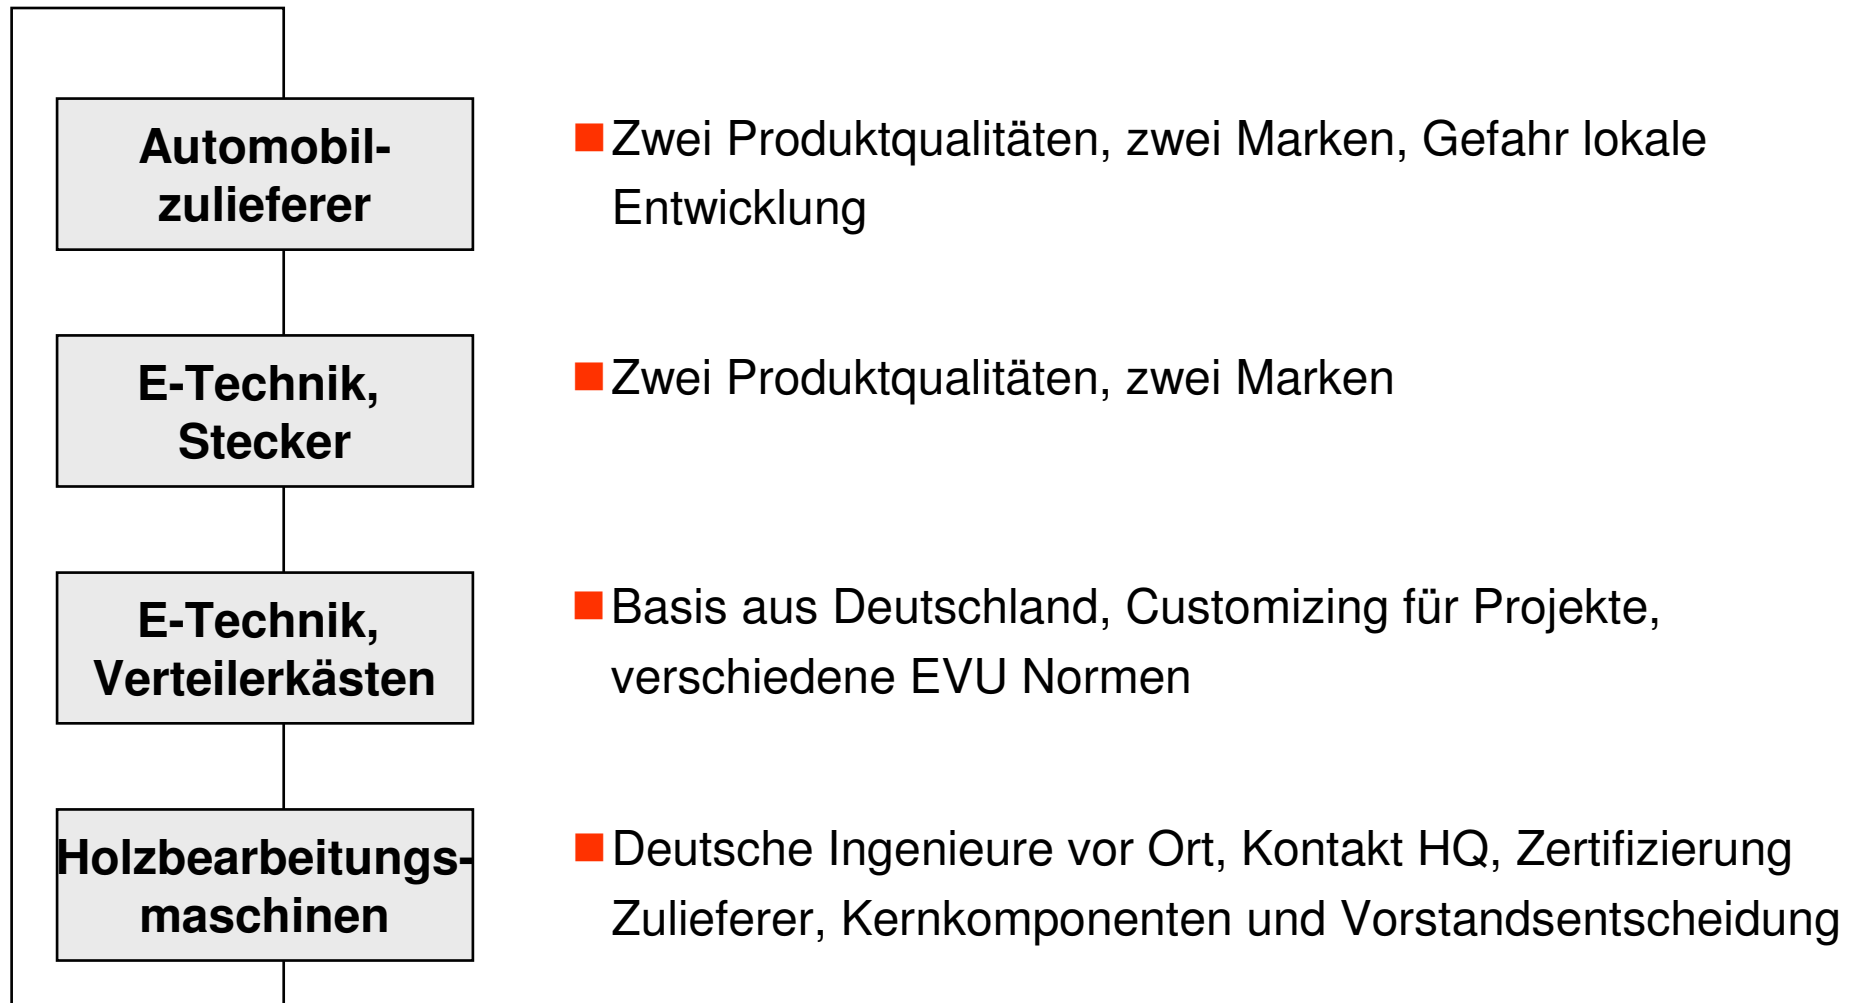 Automobil-
zulieferer
Zwei Produktqualitäten, zwei Marken, Gefahr lokale
Entwicklung
E-Technik,
Stecker
Zwei Produktqualitäten, zwei Marken
E-Technik,
Verteilerkästen
Basis aus Deutschland, Customizing für Projekte,
verschiedene EVU Normen
Holzbearbeitungs-
maschinen
Deutsche Ingenieure vor Ort, Kontakt HQ, Zertifizierung
Zulieferer, Kernkomponenten und Vorstandsentscheidung